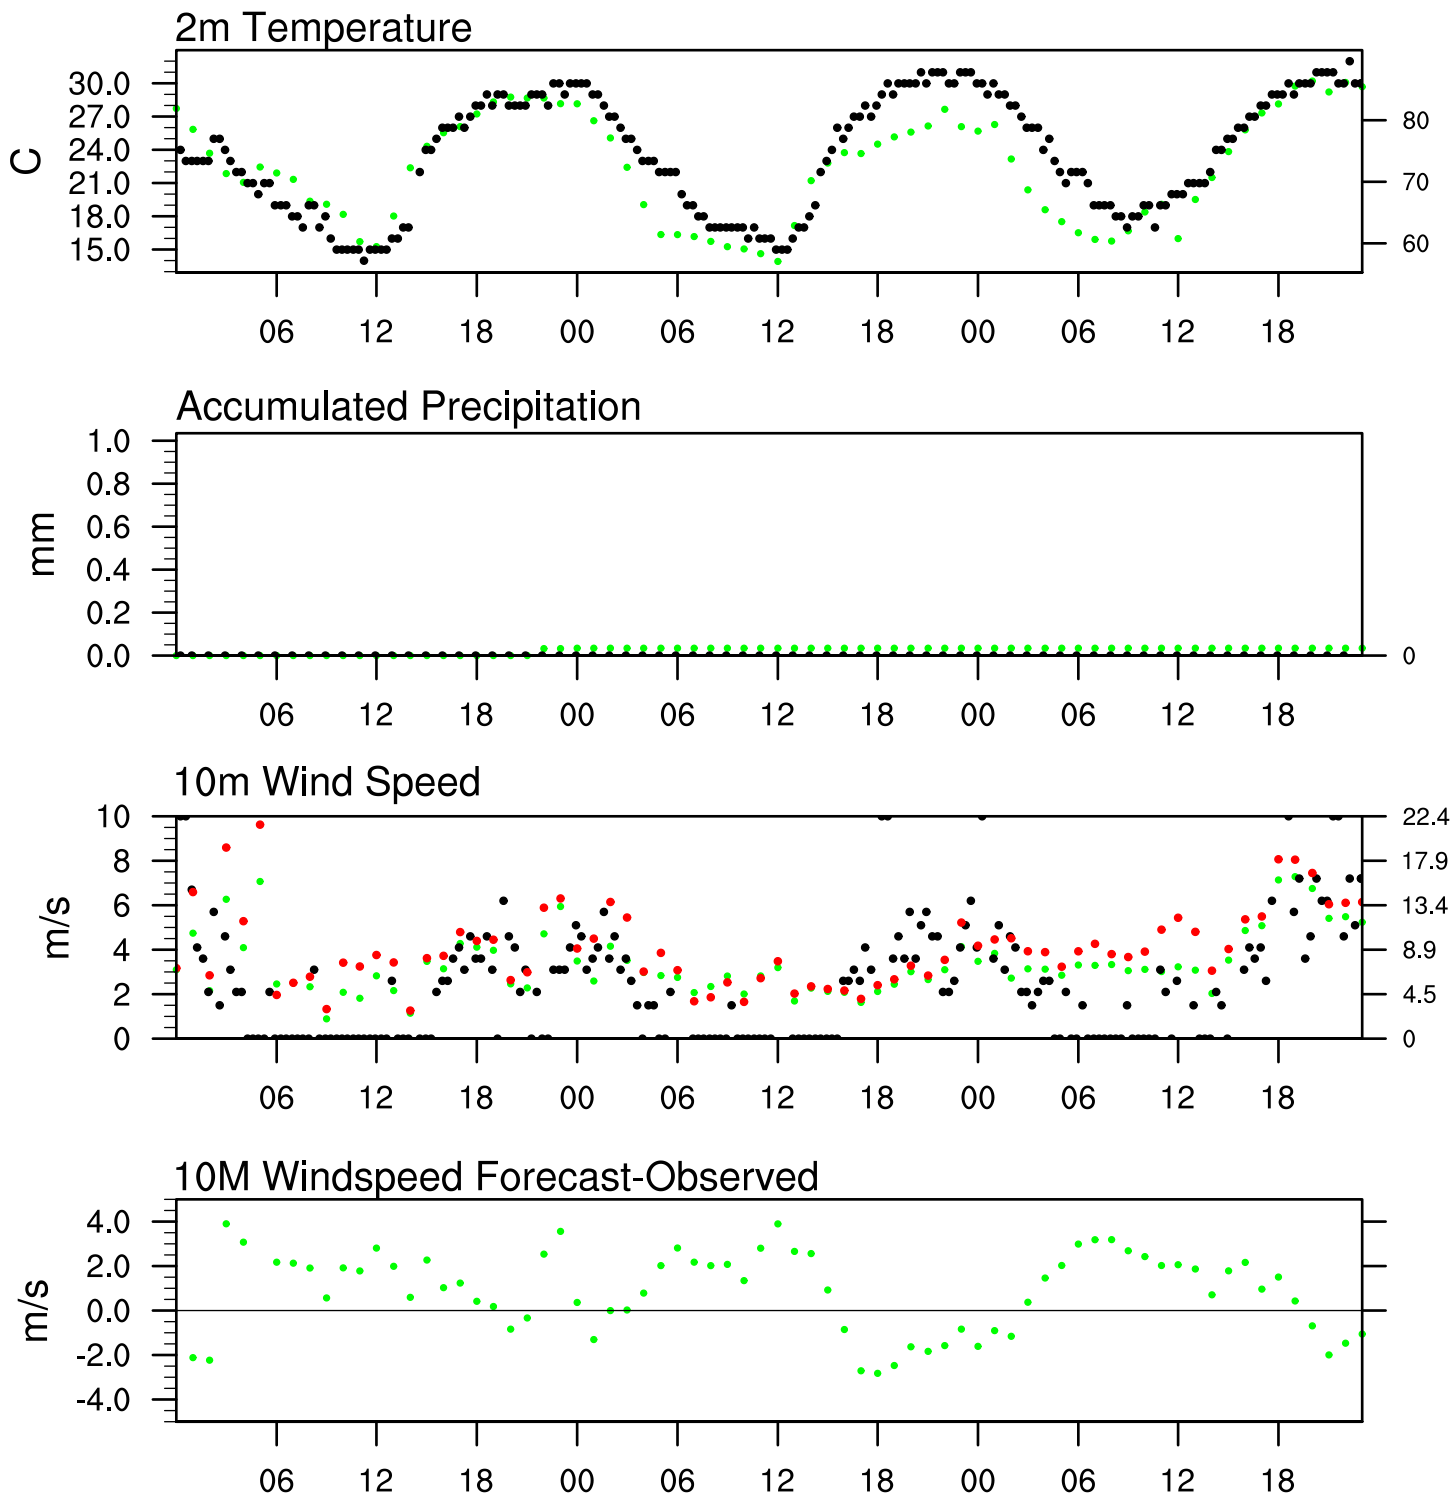 2m Temperature
30.0
27.0
24.0
21.0
18.0
15.0
C
80
70
60
06 12 18 00 06 12 18 00 06 12 18
Accumulated Precipitation
1.0
0.8
0.6
0.4
0.2
0.0
mm
0
06 12 18 00 06 12 18 00 06 12 18
10m Wind Speed
10
8
6
4
2
0
m/s
22.4
17.9
13.4
8.9
4.5
0
06 12 18 00 06 12 18 00 06 12 18
10M Windspeed Forecast-Observed
4.0
2.0
0.0
-2.0
-4.0
m/s
06 12 18 00 06 12 18 00 06 12 18